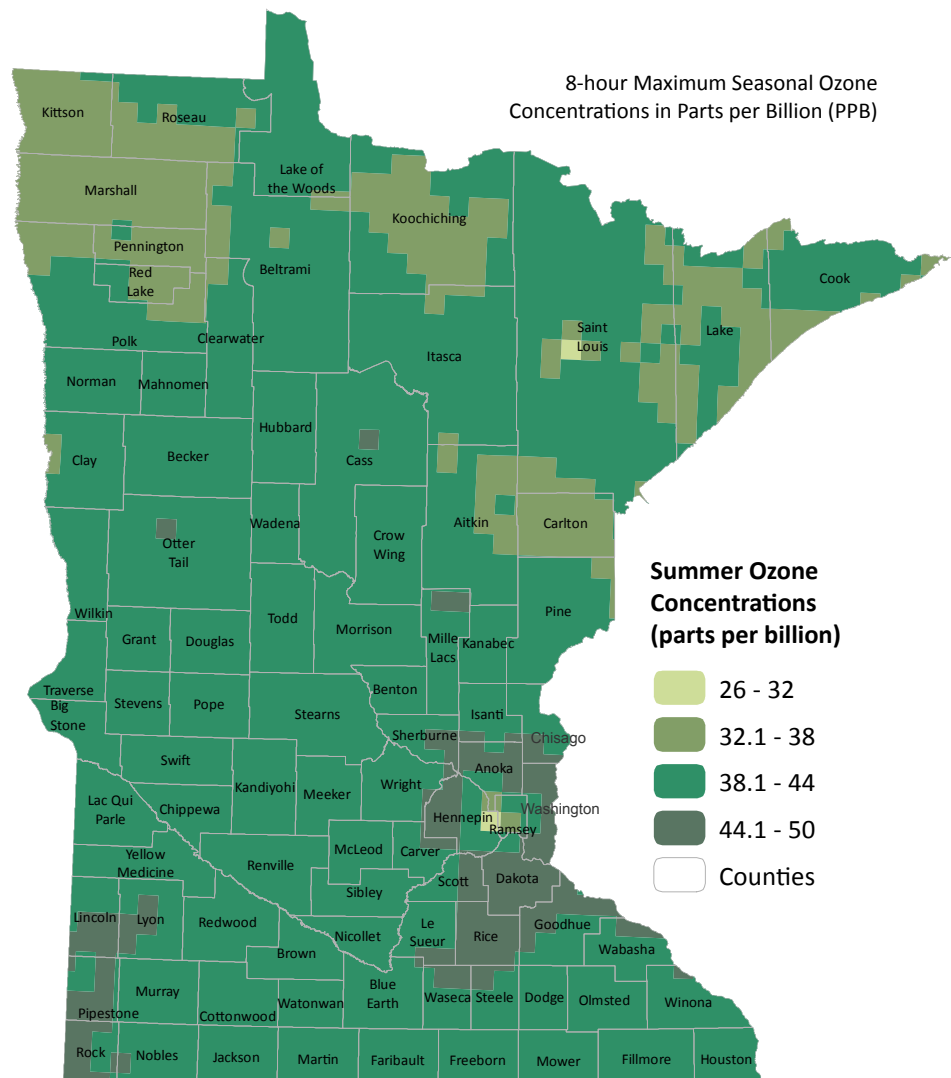 8-hour Maximum Seasonal Ozone
Concentrations in Parts per Billion (PPB)
Kittson
Roseau
Lake of
the Woods
Marshall
Koochiching
Pennington
Red
Lake
Beltrami
Cook
Polk
Clearwater
Itasca
Saint
Louis
Lake
Norman
Mahnomen
Hubbard
Clay
Becker
Cass
Wadena
Aitkin
Carlton
Otter
Tail
Crow
Wing
Wilkin
Grant
Douglas
Todd
Morrison
Mille
Lacs
Kanabec
Pine
Traverse
Big
Stone
Stevens
Pope
Stearns
Benton
Isanti
Sherburne
Chisago
Swift
Kandiyohi
Meeker
Wright
Anoka
Lac Qui
Parle
Chippewa
Hennepin
Ramsey
Washington
Yellow
Medicine
Renville
McLeod
Carver
Scott
Dakota
Sibley
Lincoln
Lyon
Redwood
Nicollet
Le
Sueur
Rice
Goodhue
Wabasha
Brown
Pipestone
Murray
Cottonwood
Watonwan
Blue
Earth
Waseca
Steele
Dodge
Olmsted
Winona
Rock
Nobles
Jackson
Martin
Faribault
Freeborn
Mower
Fillmore
Houston
Summer Ozone
Concentrations
(parts per billion)
26 - 32
32.1 - 38
38.1 - 44
44.1 - 50
Counties